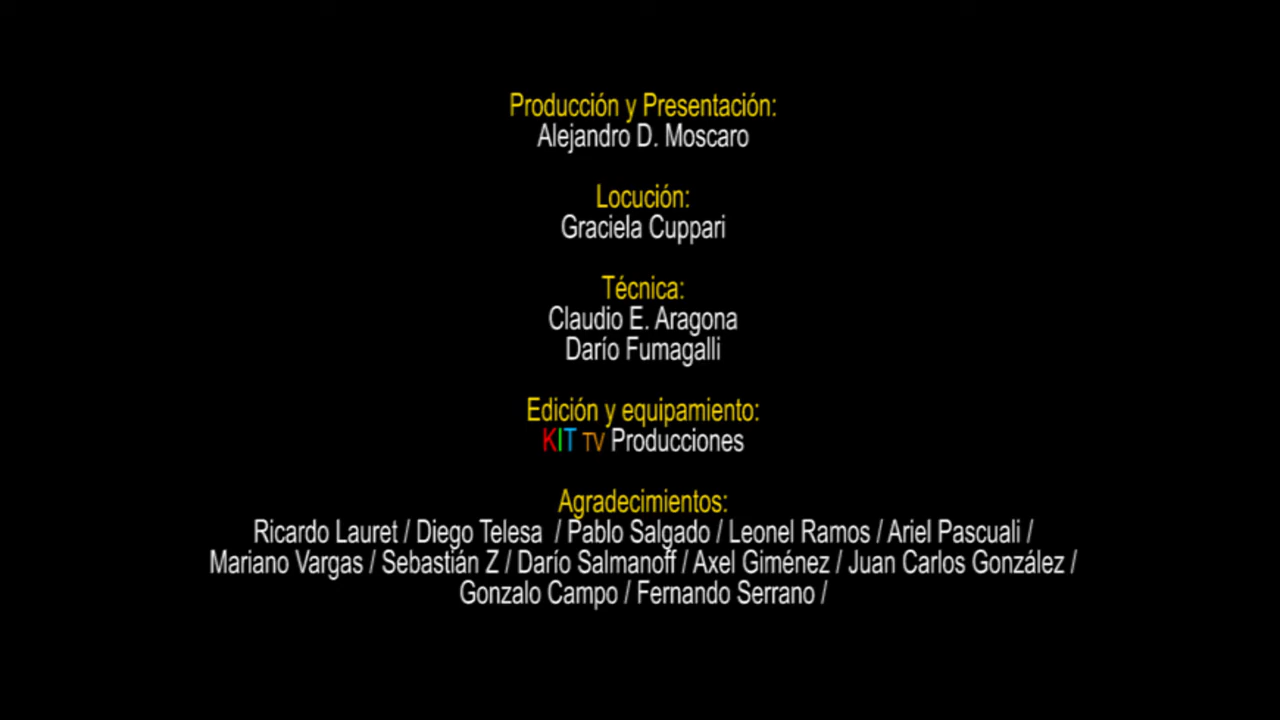 Producción y Presentación:
Alejandro D. Moscaro
Locución:
Graciela Cuppari
Técnica:
Claudio E. Aragona
Darío Fumagalli
Edición y equipamiento:
KIT TV Producciones
Agradecimientos:
Ricardo Lauret / Diego Telesa / Pablo Salgado / Leonel Ramos / Ariel Pascuali /
Mariano Vargas / Sebastián Z / Darío Salmanoff / Axel Giménez / Juan Carlos González /
Gonzalo Campo / Fernando Serrano /